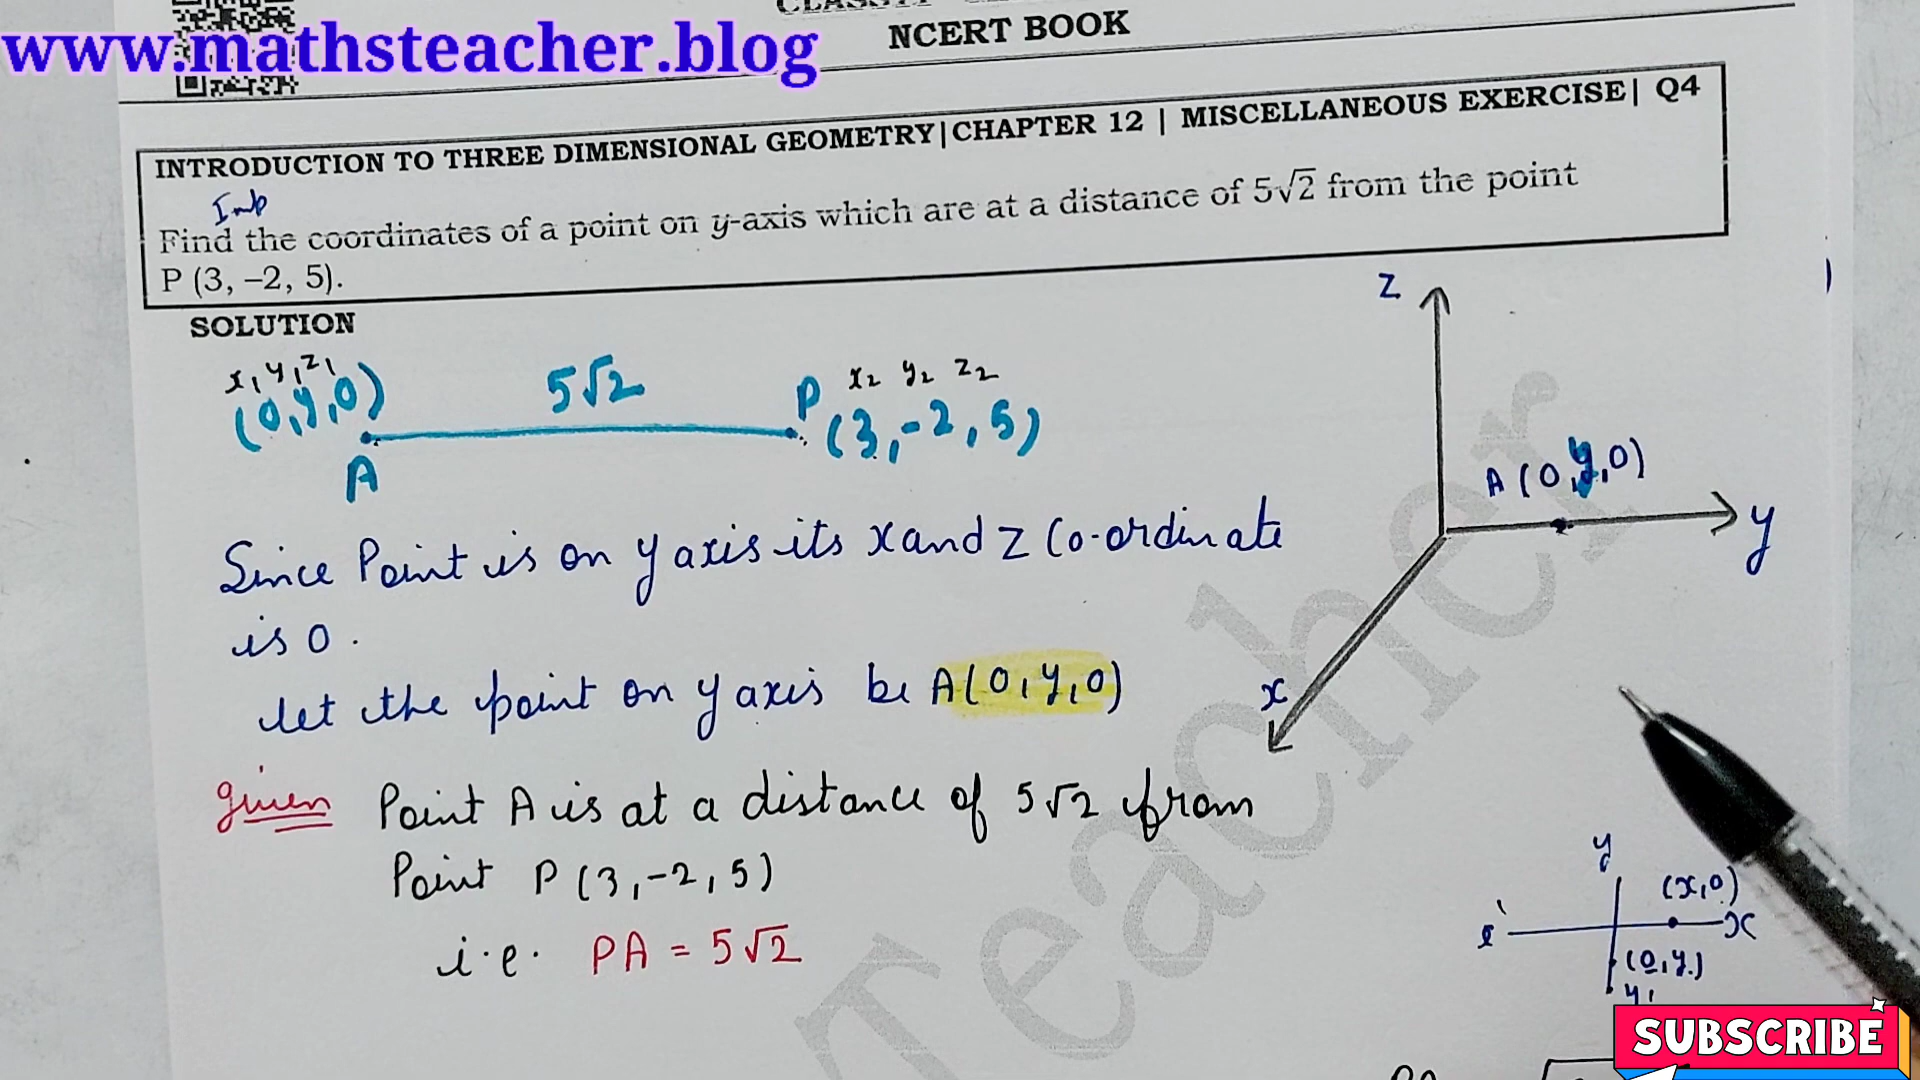 www.mathsteacher.blog
NCERT BOOK
INTRODUCTION TO THREE DIMENSIONAL GEOMETRY|CHAPTER 12 | MISCELLANEOUS EXERCISE| Q4
Imp
Find the coordinates of a point on y-axis which are at a distance of 5√2 from the point
P (3, –2, 5).
SOLUTION
x₁ y₁ z₁
(0,y,0)
5√2
P
x₂ y₂ z₂
(3,-2,5)
A
Z
A(0,y,0)
y
x
Since Point is on y axis its x and z Co-ordinate
is 0.
let the point on y axis be A(0,y,0)
given Point A is at a distance of 5√2 from
Point P(3,-2,5)
i.e. PA = 5√2
y
(x,0)
x
(0,y)
y'
Teacher
SUBSCRIBE